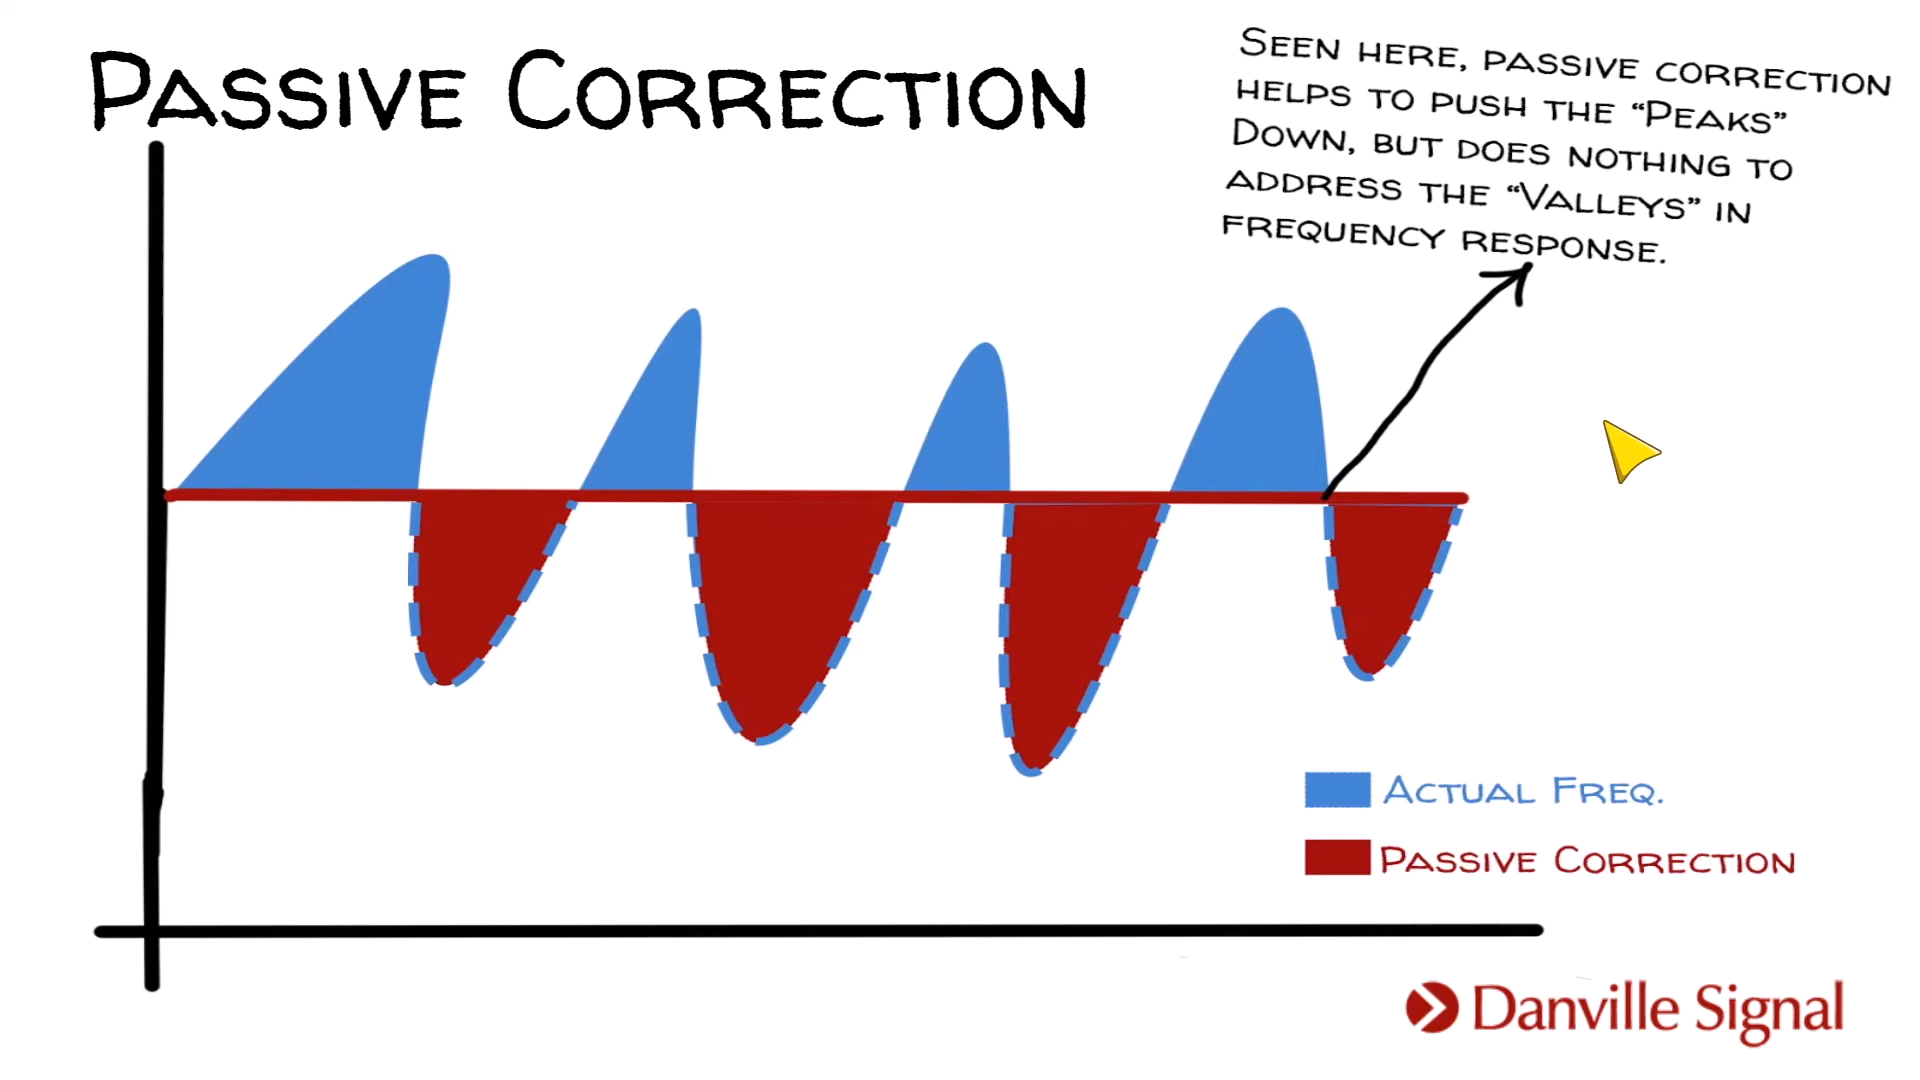 PASSIVE CORRECTION
SEEN HERE, PASSIVE CORRECTION
HELPS TO PUSH THE “PEAKS”
DOWN, BUT DOES NOTHING TO
ADDRESS THE “VALLEYS” IN
FREQUENCY RESPONSE.
ACTUAL FREQ.
PASSIVE CORRECTION
Danville Signal